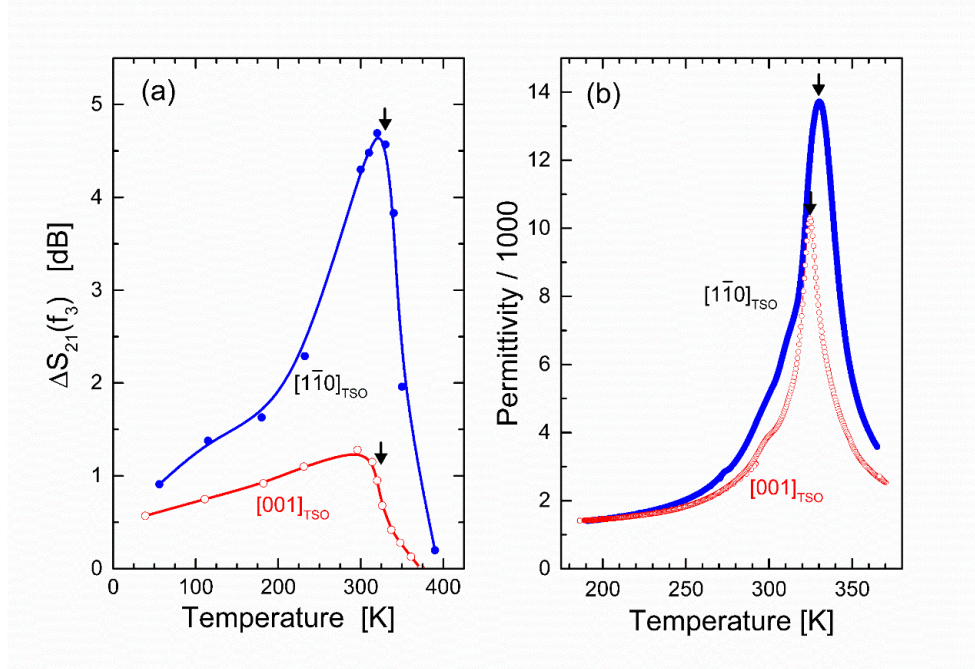 (a)
5
4
3
2
1
0
ΔS21(f3) [dB]
[11̅0]TSO
[001]TSO
0 100 200 300 400
Temperature [K]
(b)
14
12
10
8
6
4
2
0
Permittivity / 1000
[11̅0]TSO
[001]TSO
200 250 300 350
Temperature [K]